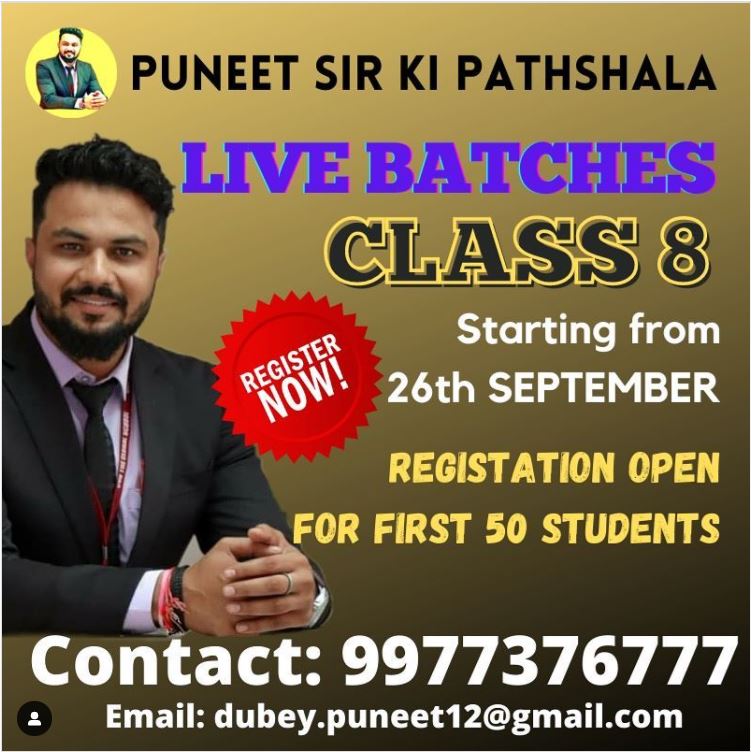 PUNEET SIR KI PATHSHALA
LIVE BATCHES
CLASS 8
Starting from
26th SEPTEMBER
REGISTER
NOW!
REGISTATION OPEN
FOR FIRST 50 STUDENTS
Contact: 9977376777
Email: dubey.puneet12@gmail.com